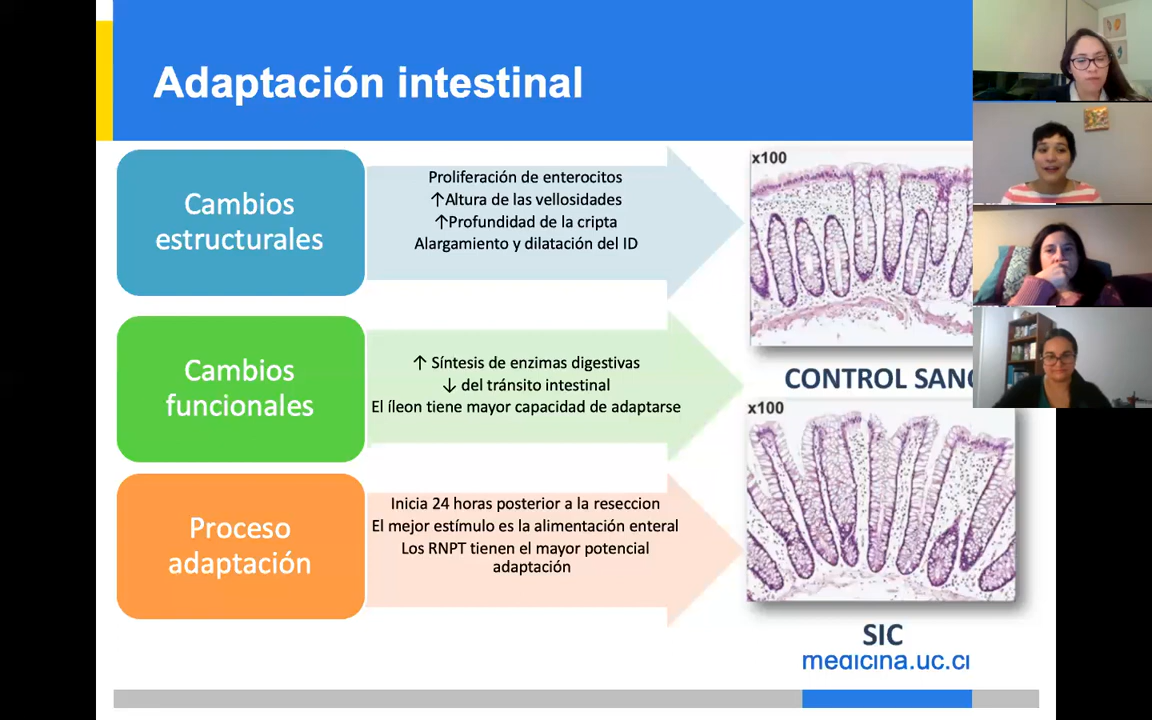 Adaptación intestinal
Cambios
estructurales
Proliferación de enterocitos
↑Altura de las vellosidades
↑Profundidad de la cripta
Alargamiento y dilatación del ID
Cambios
funcionales
↑ Síntesis de enzimas digestivas
↓ del tránsito intestinal
El íleon tiene mayor capacidad de adaptarse
Proceso
adaptación
Inicia 24 horas posterior a la reseccion
El mejor estímulo es la alimentación enteral
Los RNPT tienen el mayor potencial
adaptación
x100
CONTROL
x100
SIC
medicina.uc.cl